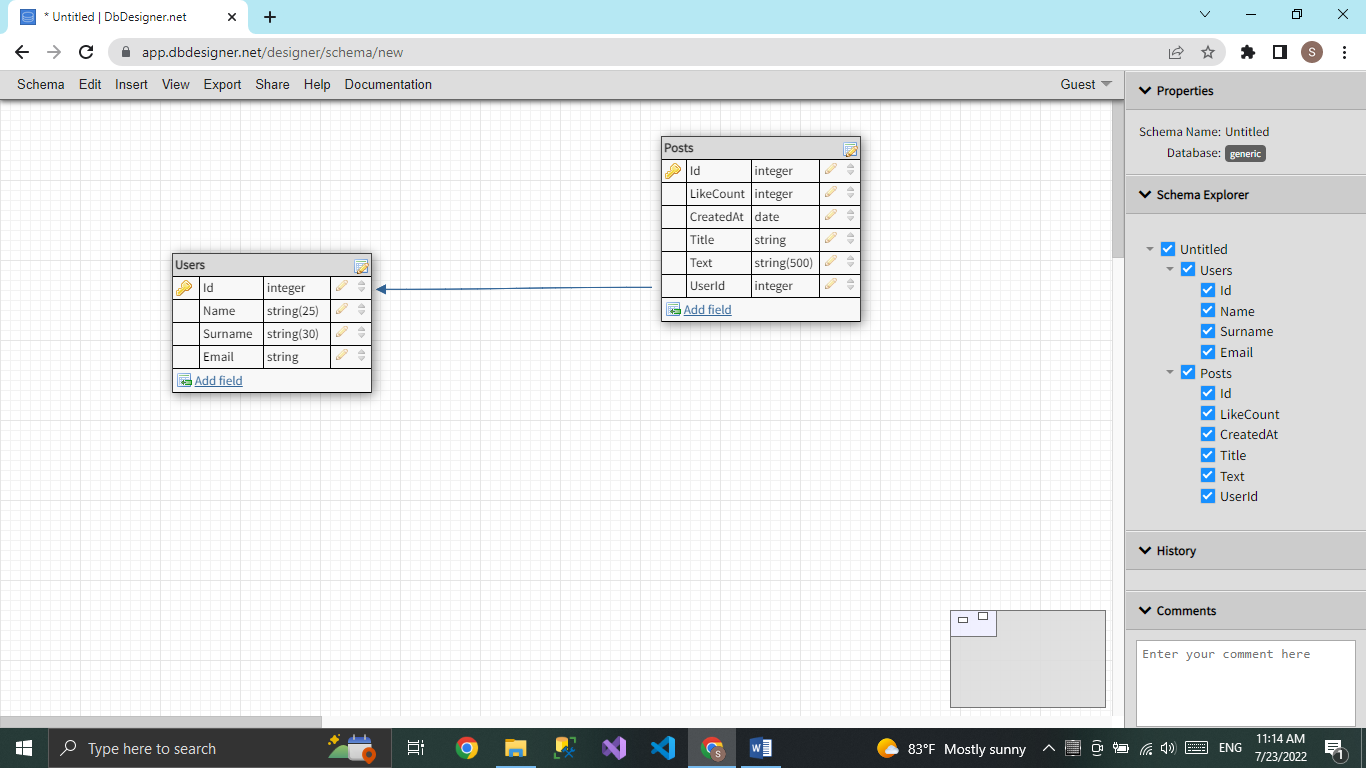 * Untitled | DbDesigner.net
app.dbdesigner.net/designer/schema/new
S
Schema Edit Insert View Export Share Help Documentation
Guest
Posts
Id integer
LikeCount integer
CreatedAt date
Title string
Text string(500)
UserId integer
Add field
Users
Id integer
Name string(25)
Surname string(30)
Email string
Add field
Properties
Schema Name: Untitled
Database: generic
Schema Explorer
Untitled
Users
Id
Name
Surname
Email
Posts
Id
LikeCount
CreatedAt
Title
Text
UserId
History
Comments
Enter your comment here
Type here to search
S
83°F Mostly sunny
ENG
11:14 AM
7/23/2022
1